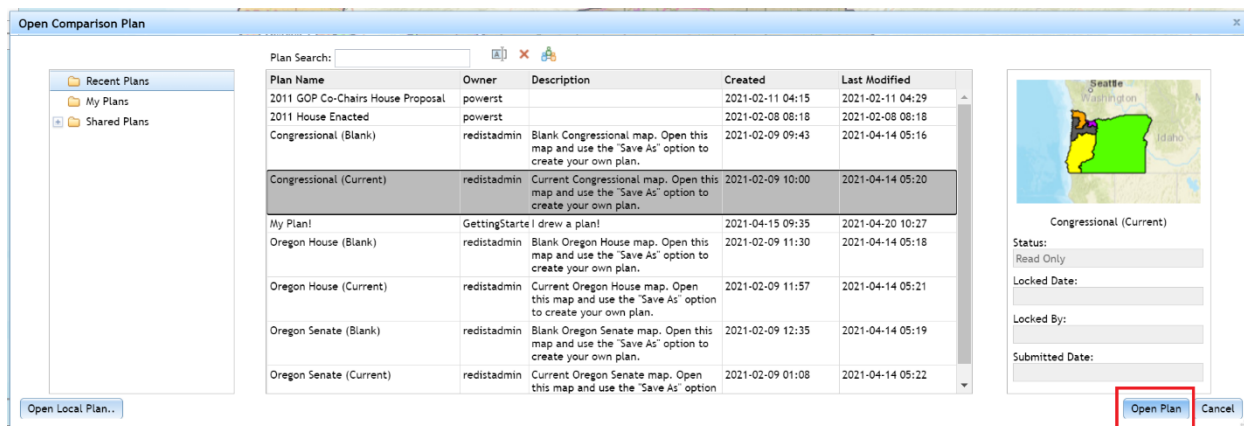 Open Comparison Plan
Plan Search:
Recent Plans
My Plans
Shared Plans
Plan Name Owner Description Created Last Modified
2011 GOP Co-Chairs House Proposal powerst 2021-02-11 04:15 2021-02-11 04:29
2011 House Enacted powerst 2021-02-08 08:18 2021-02-08 08:18
Congressional (Blank) redistadmin Blank Congressional map. Open this 2021-02-09 09:43 2021-04-14 05:16
map and use the "Save As" option to
create your own plan.
Congressional (Current) redistadmin Current Congressional map. Open this 2021-02-09 10:00 2021-04-14 05:20
map and use the "Save As" option to
create your own plan.
My Plan! GettingStarte I drew a plan! 2021-04-15 09:35 2021-04-20 10:27
Oregon House (Blank) redistadmin Blank Oregon House map. Open this 2021-02-09 11:30 2021-04-14 05:18
map and use the "Save As" option to
create your own plan.
Oregon House (Current) redistadmin Current Oregon House map. Open 2021-02-09 11:57 2021-04-14 05:21
this map and use the "Save As" option
to create your own plan.
Oregon Senate (Blank) redistadmin Blank Oregon Senate map. Open this 2021-02-09 12:35 2021-04-14 05:19
map and use the "Save As" option to
create your own plan.
Oregon Senate (Current) redistadmin Current Oregon Senate map. Open 2021-02-09 01:08 2021-04-14 05:22
this map and use the "Save As" option
Seattle
Washington
Idaho
Congressional (Current)
Status:
Read Only
Locked Date:
Locked By:
Submitted Date:
Open Local Plan..
Open Plan
Cancel